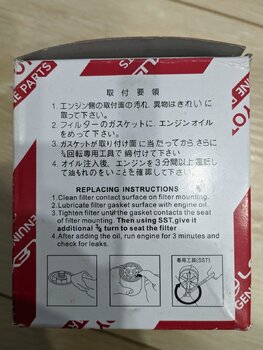 取 付 要 領
1. エンジン側の取付面の汚れ，異物はきれいに
取って下さい。
2. フィルターのガスケットに，エンジンオイル
をめって下さい。
3. ガスケットが取り付け面に当たってから，さらに
¾回転専用工具で 締付けて下さい。
4. オイル注入後，エンジンを3分間以上
して油ものないことを確認して下さい。
REPLACING INSTRUCTIONS
1.Clean filter contact surface on filter mounting.
2.Lubricate filter gasket surface with engine oil.
3.Tighten filter until the gasket contacts the seat
of filter mounting. Then using SST,give it
additional ¾ turn to seat the filter
4.After adding the oil, run engine for 3 minutes and
check for leaks.
専用工具(SST)
PARTS
GENUINE
TOYO